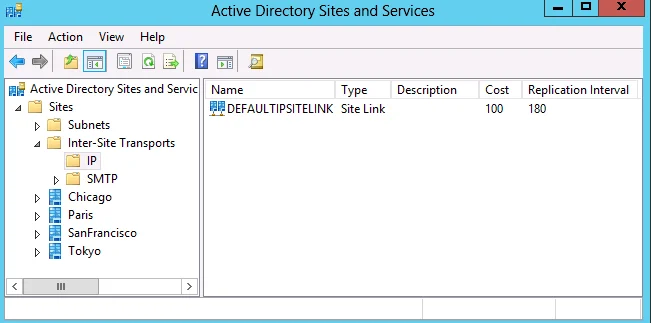 Active Directory Sites and Services
File Action View Help
Active Directory Sites and Servic
Name Type Description Cost Replication Interval
Sites
DEFAULTIPSITELINK Site Link 100 180
Subnets
Inter-Site Transports
IP
SMTP
Chicago
Paris
SanFrancisco
Tokyo